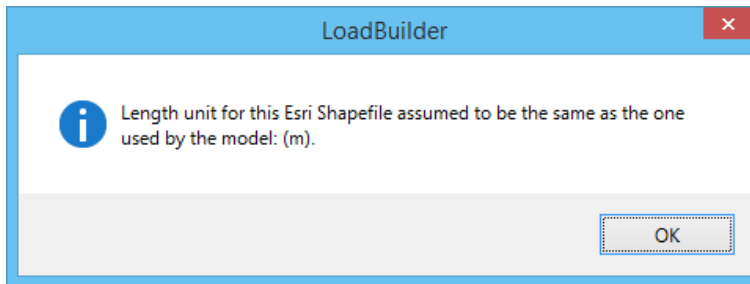 LoadBuilder
Length unit for this Esri Shapefile assumed to be the same as the one
used by the model: (m).
OK